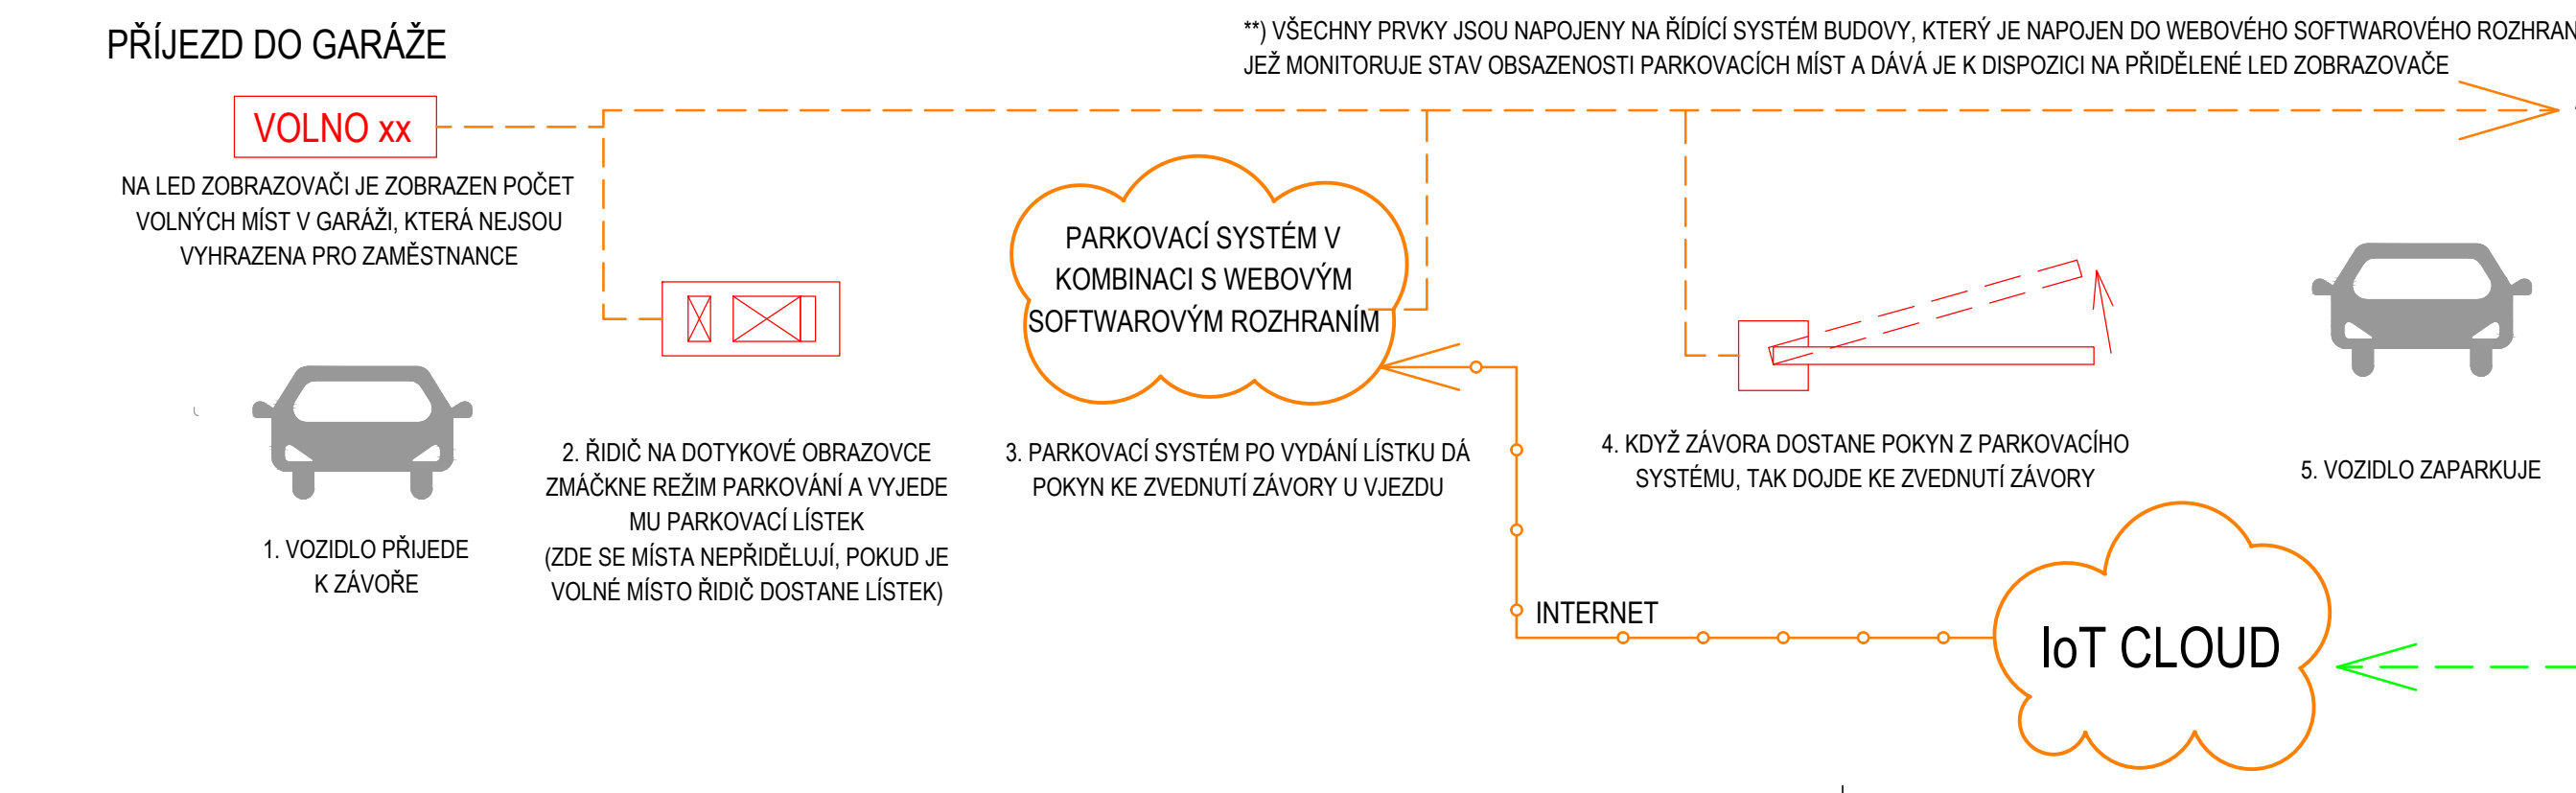 PŘÍJEZD DO GARÁŽE
**) VŠECHNY PRVKY JSOU NAPOJENY NA ŘÍDÍCÍ SYSTÉM BUDOVY, KTERÝ JE NAPOJEN DO WEBOVÉHO SOFTWAROVÉHO ROZHRAN
JEŽ MONITORUJE STAV OBSAZENOSTI PARKOVACÍCH MÍST A DÁVÁ JE K DISPOZICI NA PŘIDĚLENÉ LED ZOBRAZOVAČE
VOLNO xx
NA LED ZOBRAZOVAČI JE ZOBRAZEN POČET
VOLNÝCH MÍST V GARÁŽI, KTERÁ NEJSOU
VYHRAZENA PRO ZAMĚSTNANCE
1. VOZIDLO PŘIJEDE
K ZÁVOŘE
2. ŘIDIČ NA DOTYKOVÉ OBRAZOVCE
ZMÁČKNE REŽIM PARKOVÁNÍ A VYJEDE
MU PARKOVACÍ LÍSTEK
(ZDE SE MÍSTA NEPŘIDĚLUJÍ, POKUD JE
VOLNÉ MÍSTO ŘIDIČ DOSTANE LÍSTEK)
PARKOVACÍ SYSTÉM V
KOMBINACI S WEBOVÝM
SOFTWAROVÝM ROZHRANÍM
3. PARKOVACÍ SYSTÉM PO VYDÁNÍ LÍSTKU DÁ
POKYN KE ZVEDNUTÍ ZÁVORY U VJEZDU
4. KDYŽ ZÁVORA DOSTANE POKYN Z PARKOVACÍHO
SYSTÉMU, TAK DOJDE KE ZVEDNUTÍ ZÁVORY
5. VOZIDLO ZAPARKUJE
INTERNET
IoT CLOUD